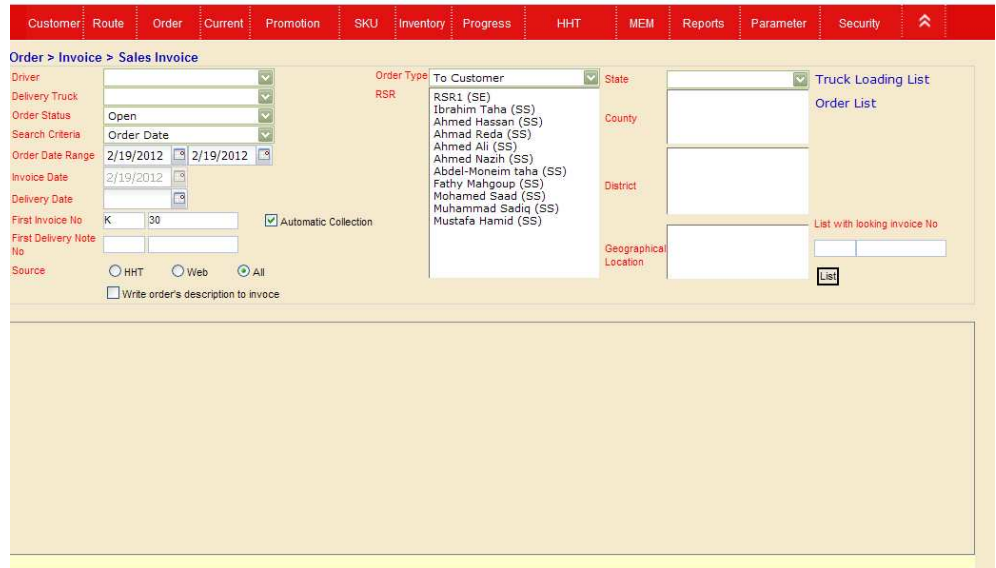 Customer Route Order Current Promotion SKU Inventory Progress HHT MEM Reports Parameter Security
Order > Invoice > Sales Invoice
Driver
Delivery Truck
Order Status Open
Search Criteria Order Date
Order Date Range 2/19/2012 2/19/2012
Invoice Date 2/19/2012
Delivery Date
First Invoice No K 30 Automatic Collection
First Delivery Note
No
Source HHT Web All
Write order's description to invoce
Order Type To Customer
RSR
RSR1 (SE)
Ibrahim Taha (SS)
Ahmed Hassan (SS)
Ahmad Reda (SS)
Ahmed Ali (SS)
Ahmed Nazih (SS)
Abdel-Moneim taha (SS)
Fathy Mahgoup (SS)
Mohamed Saad (SS)
Muhammad Sadiq (SS)
Mustafa Hamid (SS)
State
County
District
Geographical
Location
Truck Loading List
Order List
List with looking invoice No
List